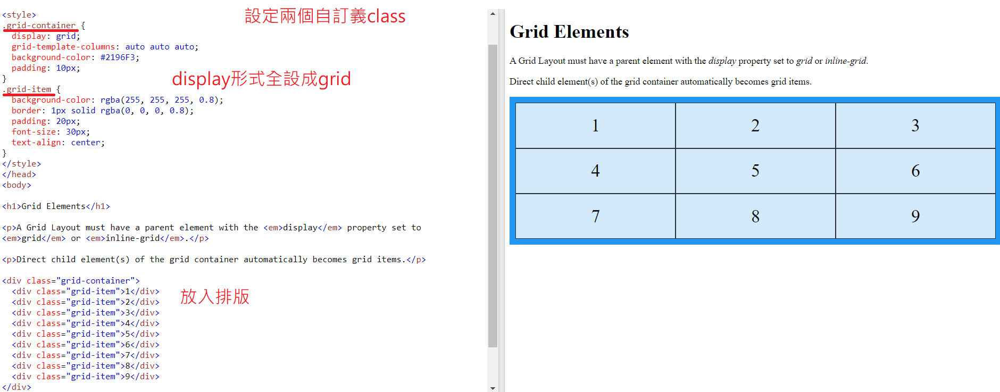 <style>
設定兩個自訂義class
.grid-container {
  display: grid;
  grid-template-columns: auto auto auto;
  background-color: #2196F3;
  padding: 10px;
}
display形式全設成grid
.grid-item {
  background-color: rgba(255, 255, 255, 0.8);
  border: 1px solid rgba(0, 0, 0, 0.8);
  padding: 20px;
  font-size: 30px;
  text-align: center;
}
</style>
</head>
<body>
<h1>Grid Elements</h1>
<p>A Grid Layout must have a parent element with the <em>display</em> property set to
<em>grid</em> or <em>inline-grid</em>.</p>
<p>Direct child element(s) of the grid container automatically becomes grid items.</p>
<div class="grid-container">
  <div class="grid-item">1</div>
放入排版
  <div class="grid-item">2</div>
  <div class="grid-item">3</div>
  <div class="grid-item">4</div>
  <div class="grid-item">5</div>
  <div class="grid-item">6</div>
  <div class="grid-item">7</div>
  <div class="grid-item">8</div>
  <div class="grid-item">9</div>
</div>
Grid Elements
A Grid Layout must have a parent element with the display property set to grid or inline-grid.
Direct child element(s) of the grid container automatically becomes grid items.
1 2 3
4 5 6
7 8 9